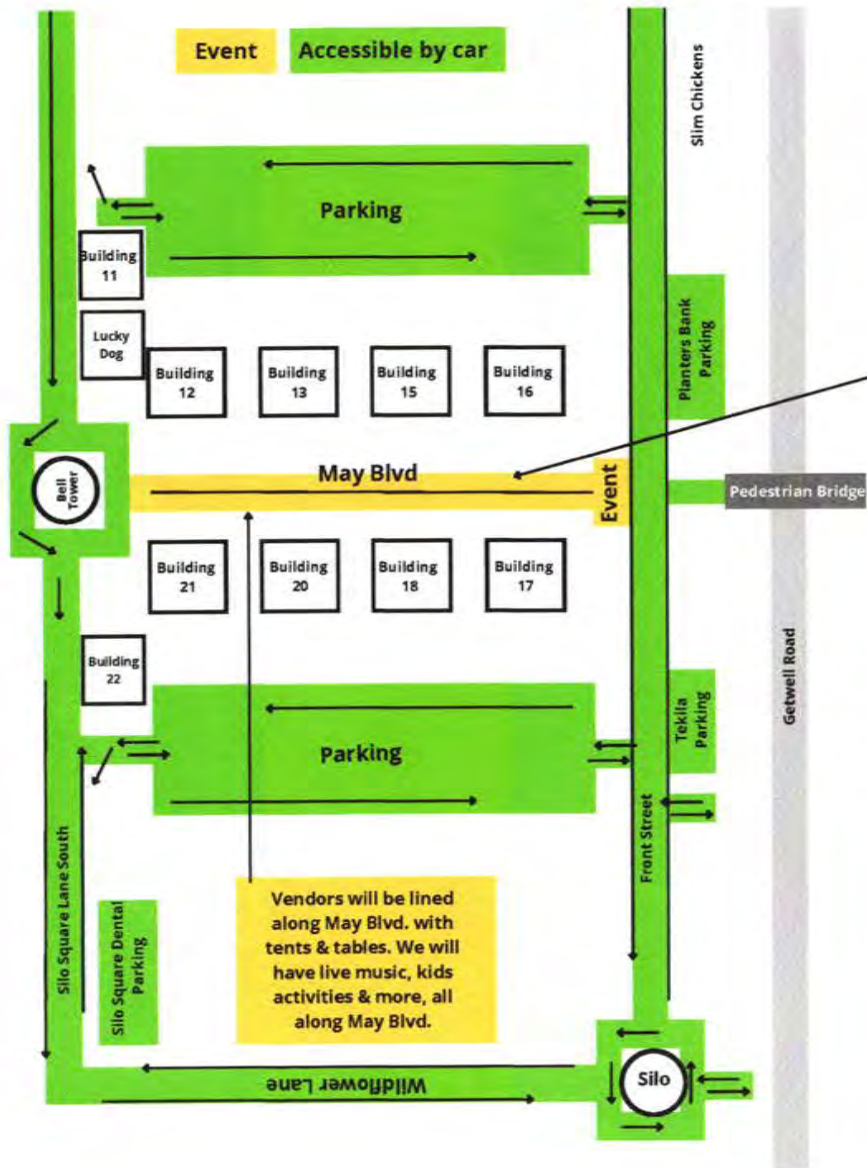 Event
Accessible by car
Slim Chickens
Parking
Building
11
Lucky
Dog
Building
12
Building
13
Building
15
Building
16
Planters Bank
Parking
Bell
Tower
May Blvd
Event
Pedestrian Bridge
Building
21
Building
20
Building
18
Building
17
Building
22
Getwell Road
Tekila
Parking
Parking
Front Street
Silo Square Lane South
Silo Square Dental
Parking
Vendors will be lined
along May Blvd. with
tents & tables. We will
have live music, kids
activities & more, all
along May Blvd.
Wildflower Lane
Silo